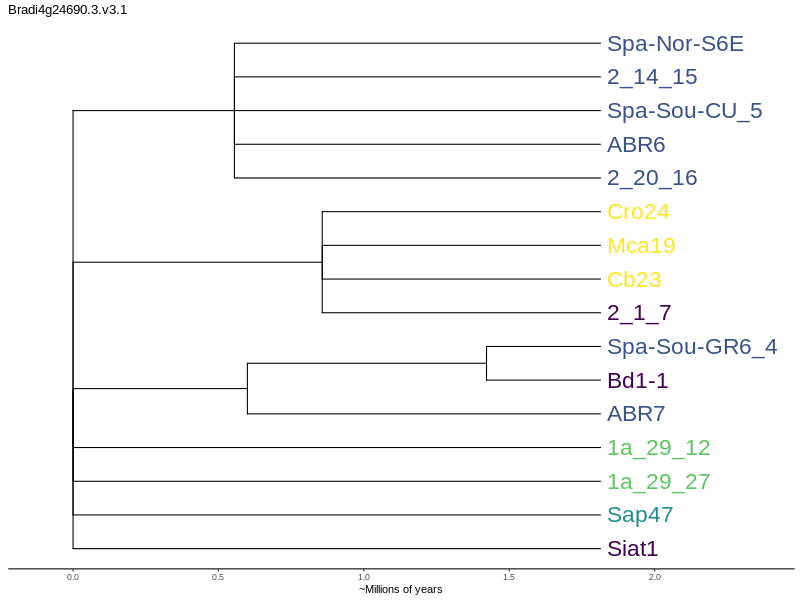 Bradi4g24690.3.v3.1
Spa-Nor-S6E
2_14_15
Spa-Sou-CU_5
ABR6
2_20_16
Cro24
Mca19
Cb23
2_1_7
Spa-Sou-GR6_4
Bd1-1
ABR7
1a_29_12
1a_29_27
Sap47
Siat1
0.0 0.5 1.0 1.5 2.0
~Millions of years